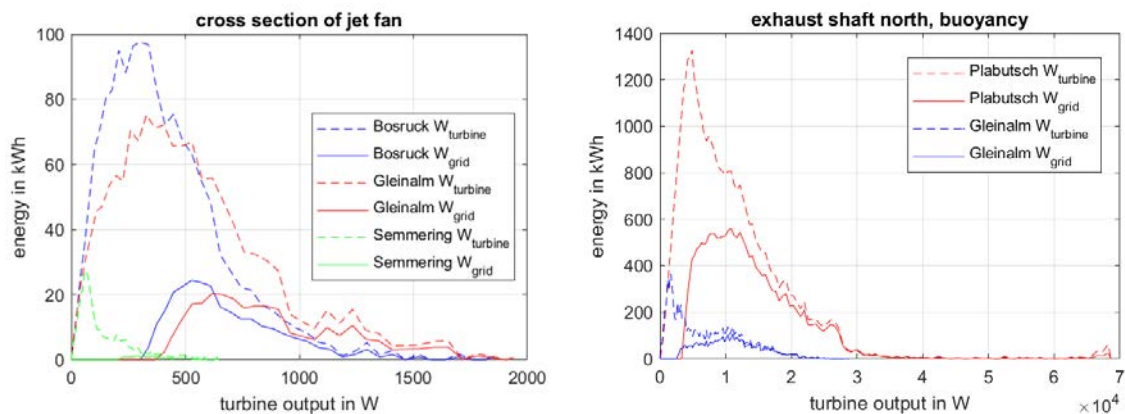 cross section of jet fan
100
80
60
40
20
0
energy in kWh
Bosruck W_turbine
Bosruck W_grid
Gleinalm W_turbine
Gleinalm W_grid
Semmering W_turbine
Semmering W_grid
0 500 1000 1500 2000
turbine output in W
exhaust shaft north, buoyancy
1400
1200
1000
800
600
400
200
0
energy in kWh
Plabutsch W_turbine
Plabutsch W_grid
Gleinalm W_turbine
Gleinalm W_grid
0 1 2 3 4 5 6 7
turbine output in W
×10^4